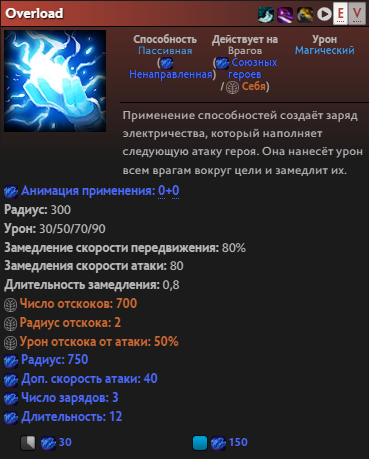 Overload
E V
Способность
Пассивная
(Ненаправленная)
Действует на
Врагов
(Союзных
героев
/ Себя)
Урон
Магический
Применение способностей создаёт заряд
электричества, который наполняет
следующую атаку героя. Она нанесёт урон
всем врагам вокруг цели и замедлит их.
Анимация применения: 0+0
Радиус: 300
Урон: 30/50/70/90
Замедление скорости передвижения: 80%
Замедления скорости атаки: 80
Длительность замедления: 0,8
Число отскоков: 700
Радиус отскока: 2
Урон отскока от атаки: 50%
Радиус: 750
Доп. скорость атаки: 40
Число зарядов: 3
Длительность: 12
30 150